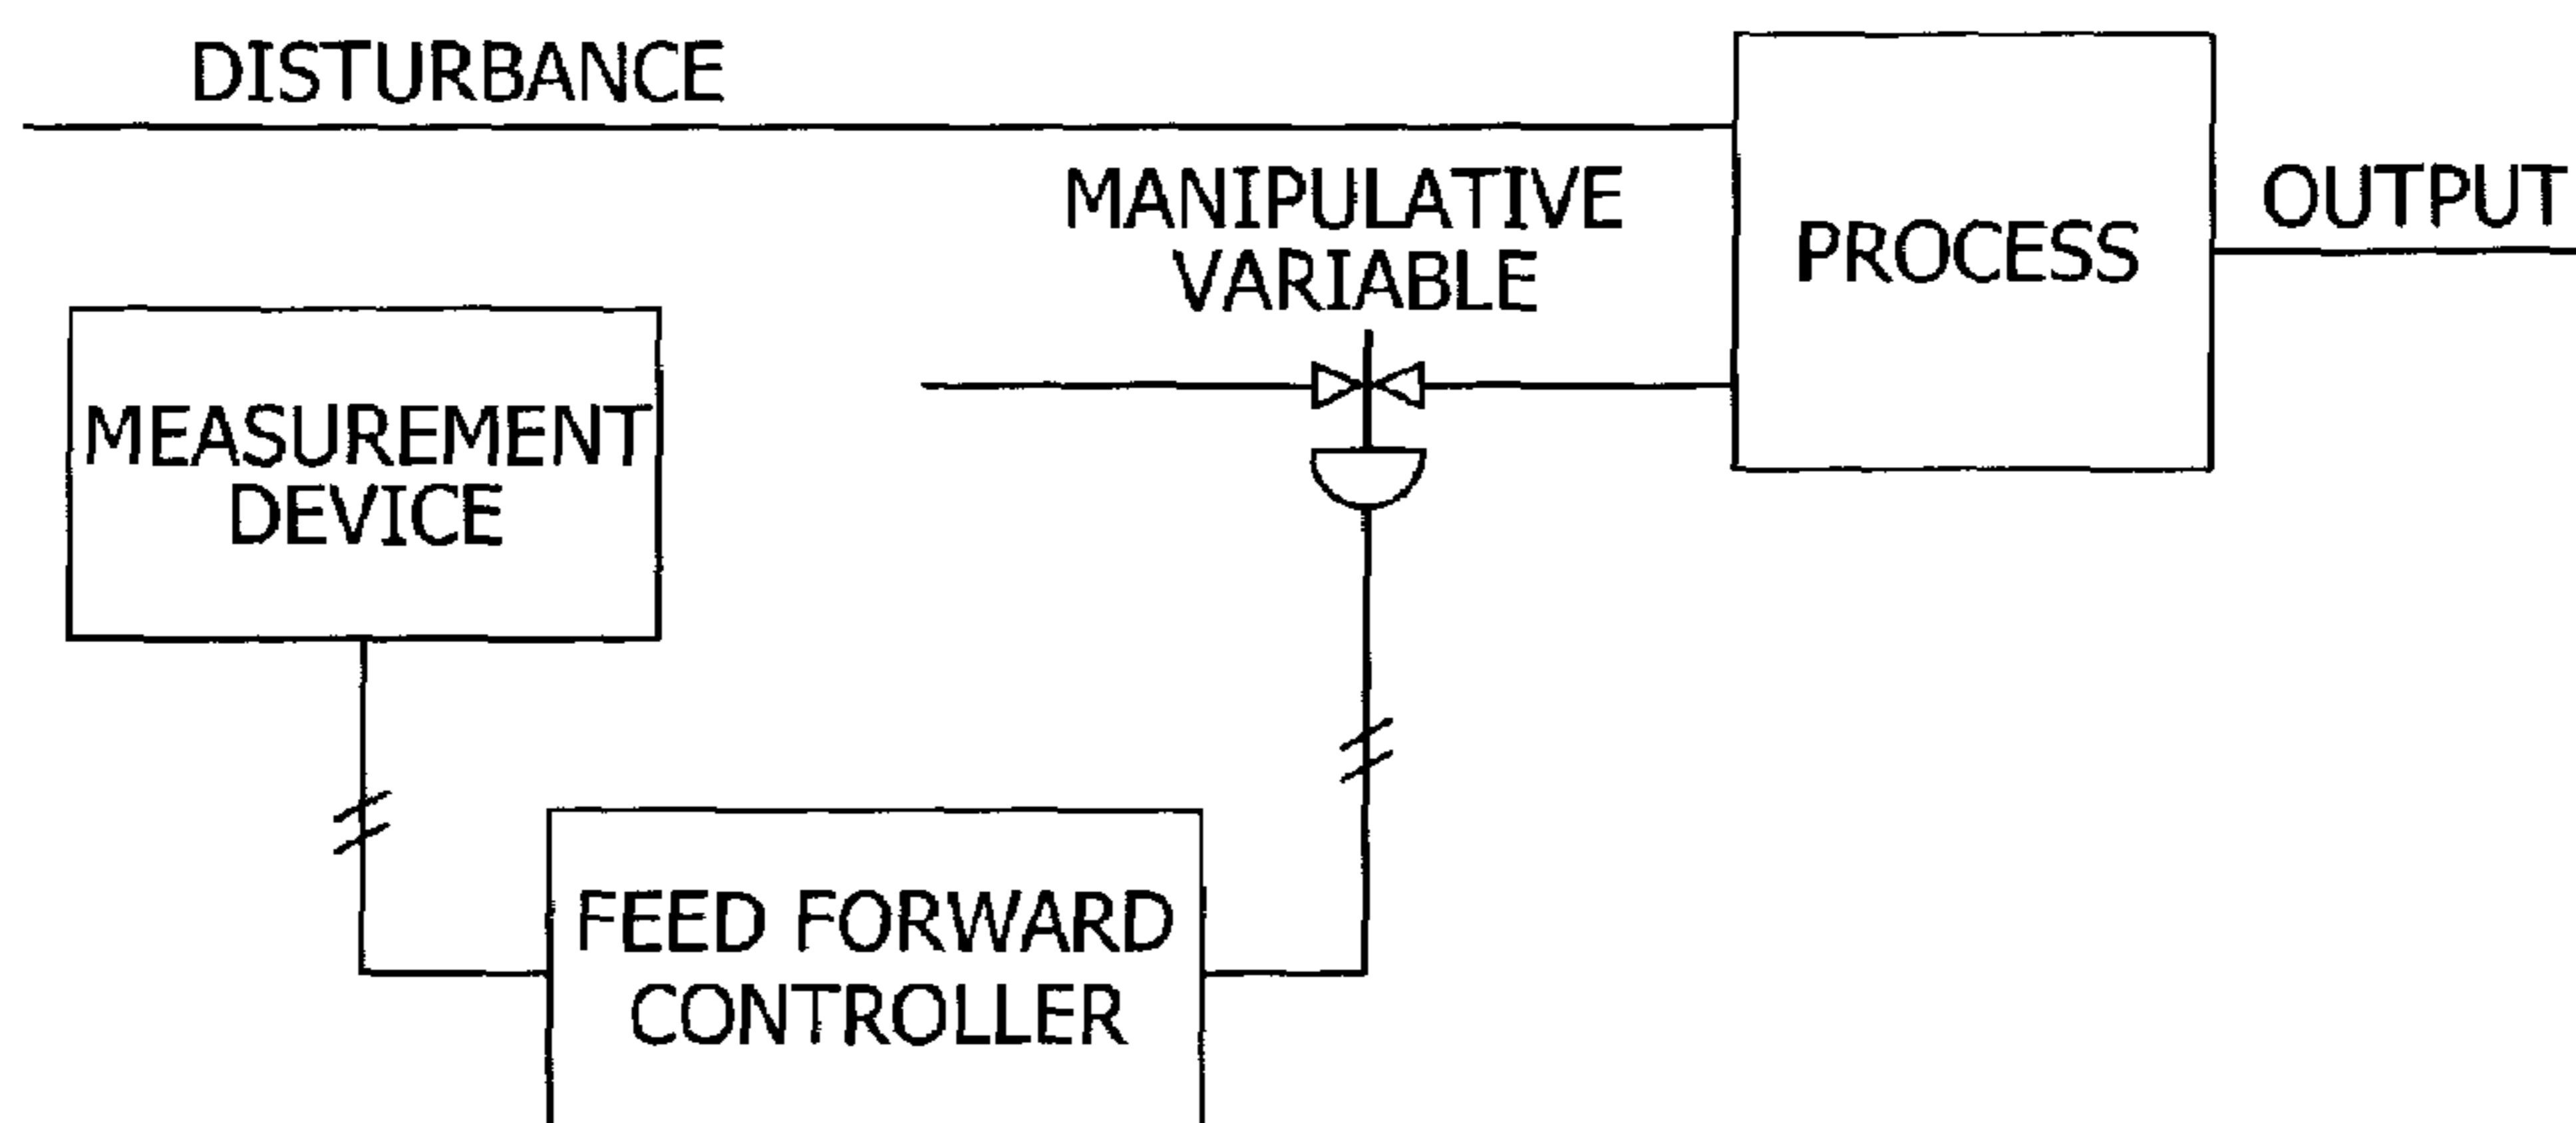 DISTURBANCE
MANIPULATIVE
VARIABLE
PROCESS
OUTPUT
MEASUREMENT
DEVICE
FEED FORWARD
CONTROLLER